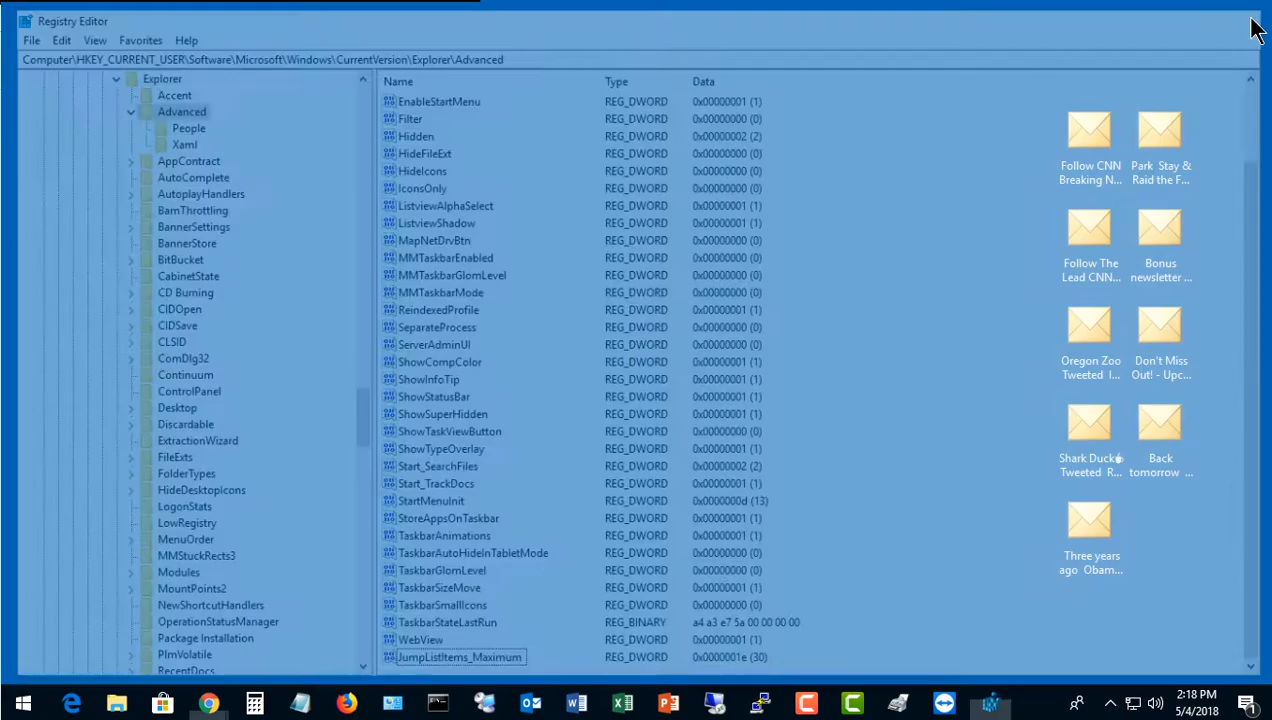 Registry Editor
File Edit View Favorites Help
Computer\HKEY_CURRENT_USER\Software\Microsoft\Windows\CurrentVersion\Explorer\Advanced
Explorer
Accent
Advanced
People
Xaml
AppContract
AutoComplete
AutoplayHandlers
BamThrottling
BannerSettings
BannerStore
BitBucket
CabinetState
CD Burning
CIDOpen
CIDSave
CLSID
ComDlg32
Continuum
ControlPanel
Desktop
Discardable
ExtractionWizard
FileExts
FolderTypes
HideDesktopIcons
LogonStats
LowRegistry
MenuOrder
MMStuckRects3
Modules
MountPoints2
NewShortcutHandlers
OperationStatusManager
Package Installation
PlmVolatile
RecentDocs
Name Type Data
EnableStartMenu REG_DWORD 0x00000001 (1)
Filter REG_DWORD 0x00000000 (0)
Hidden REG_DWORD 0x00000002 (2)
HideFileExt REG_DWORD 0x00000000 (0)
HideIcons REG_DWORD 0x00000000 (0)
IconsOnly REG_DWORD 0x00000000 (0)
ListviewAlphaSelect REG_DWORD 0x00000001 (1)
ListviewShadow REG_DWORD 0x00000001 (1)
MapNetDrvBtn REG_DWORD 0x00000000 (0)
MMTaskbarEnabled REG_DWORD 0x00000000 (0)
MMTaskbarGlomLevel REG_DWORD 0x00000000 (0)
MMTaskbarMode REG_DWORD 0x00000000 (0)
ReindexedProfile REG_DWORD 0x00000001 (1)
SeparateProcess REG_DWORD 0x00000000 (0)
ServerAdminUI REG_DWORD 0x00000000 (0)
ShowCompColor REG_DWORD 0x00000001 (1)
ShowInfoTip REG_DWORD 0x00000001 (1)
ShowStatusBar REG_DWORD 0x00000001 (1)
ShowSuperHidden REG_DWORD 0x00000001 (1)
ShowTaskViewButton REG_DWORD 0x00000000 (0)
ShowTypeOverlay REG_DWORD 0x00000001 (1)
Start_SearchFiles REG_DWORD 0x00000002 (2)
Start_TrackDocs REG_DWORD 0x00000001 (1)
StartMenuInit REG_DWORD 0x0000000d (13)
StoreAppsOnTaskbar REG_DWORD 0x00000001 (1)
TaskbarAnimations REG_DWORD 0x00000001 (1)
TaskbarAutoHideInTabletMode REG_DWORD 0x00000000 (0)
TaskbarGlomLevel REG_DWORD 0x00000000 (0)
TaskbarSizeMove REG_DWORD 0x00000001 (1)
TaskbarSmallIcons REG_DWORD 0x00000000 (0)
TaskbarStateLastRun REG_BINARY a4 a3 e7 5a 00 00 00 00
WebView REG_DWORD 0x00000001 (1)
JumpListItems_Maximum REG_DWORD 0x0000001e (30)
Follow CNN
Breaking N...
Park Stay &
Raid the F...
Follow The
Lead CNN...
Bonus
newsletter ...
Oregon Zoo
Tweeted I...
Don't Miss
Out! - Upc...
Shark Duck
Tweeted R...
Back
tomorrow ...
Three years
ago Obam...
2:18 PM
5/4/2018
1